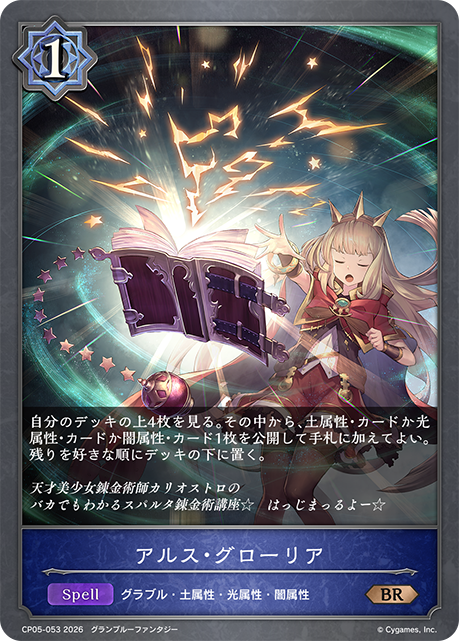 1
自分のデッキの上4枚を見る。その中から、土属性・カードか光
属性・カードか闇属性・カード1枚を公開して手札に加えてよい。
残りを好きな順にデッキの下に置く。
天才美少女錬金術師カリオストロの
バカでもわかるスパルタ錬金術講座☆　はっじまっるよー☆
アルス・グローリア
Spell グラブル・土属性・光属性・闇属性 BR
CP05-053 2026 グランブルーファンタジー © Cygames, Inc.